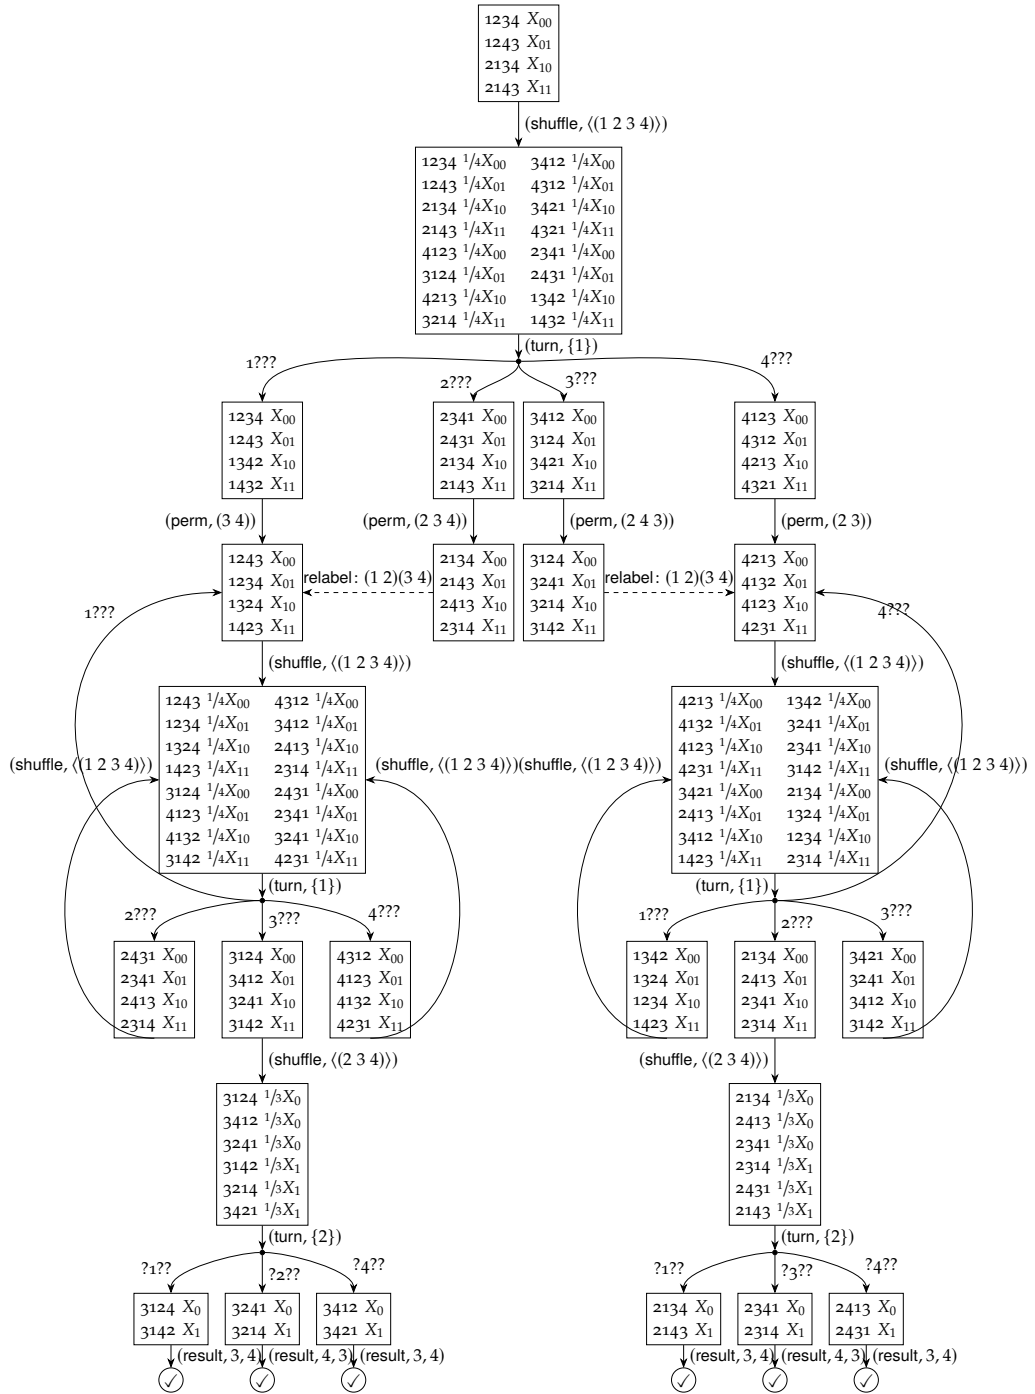 1234 X₀₀
1243 X₀₁
2134 X₁₀
2143 X₁₁
(shuffle, ⟨(1 2 3 4)⟩)
1234 ¹/₄X₀₀ 3412 ¹/₄X₀₀
1243 ¹/₄X₀₁ 4312 ¹/₄X₀₁
2134 ¹/₄X₁₀ 3421 ¹/₄X₁₀
2143 ¹/₄X₁₁ 4321 ¹/₄X₁₁
4123 ¹/₄X₀₀ 2341 ¹/₄X₀₀
3124 ¹/₄X₀₁ 2431 ¹/₄X₀₁
4213 ¹/₄X₁₀ 1342 ¹/₄X₁₀
3214 ¹/₄X₁₁ 1432 ¹/₄X₁₁
(turn, {1})
1??? 2??? 3??? 4???
1234 X₀₀ 2341 X₀₀ 3412 X₀₀ 4123 X₀₀
1243 X₀₁ 2431 X₀₁ 3124 X₀₁ 4312 X₀₁
1342 X₁₀ 2134 X₁₀ 3421 X₁₀ 4213 X₁₀
1432 X₁₁ 2143 X₁₁ 3214 X₁₁ 4321 X₁₁
(perm, (3 4)) (perm, (2 3 4)) (perm, (2 4 3)) (perm, (2 3))
1243 X₀₀ 2134 X₀₀ 3124 X₀₀ 4213 X₀₀
1234 X₀₁ relabel: (1 2)(3 4) 2143 X₀₁ 3241 X₀₁ relabel: (1 2)(3 4) 4132 X₀₁
1324 X₁₀ 2413 X₁₀ 3214 X₁₀ 4123 X₁₀
1423 X₁₁ 2314 X₁₁ 3142 X₁₁ 4231 X₁₁
1??? 4???
(shuffle, ⟨(1 2 3 4)⟩) (shuffle, ⟨(1 2 3 4)⟩)
1243 ¹/₄X₀₀ 4312 ¹/₄X₀₀ 4213 ¹/₄X₀₀ 1342 ¹/₄X₀₀
1234 ¹/₄X₀₁ 3412 ¹/₄X₀₁ 4132 ¹/₄X₀₁ 3241 ¹/₄X₀₁
1324 ¹/₄X₁₀ 2413 ¹/₄X₁₀ 4123 ¹/₄X₁₀ 2341 ¹/₄X₁₀
(shuffle, ⟨(1 2 3 4)⟩) 1423 ¹/₄X₁₁ 2314 ¹/₄X₁₁ (shuffle, ⟨(1 2 3 4)⟩) (shuffle, ⟨(1 2 3 4)⟩) 4231 ¹/₄X₁₁ 3142 ¹/₄X₁₁ (shuffle, ⟨(1 2 3 4)⟩)
3124 ¹/₄X₀₀ 2431 ¹/₄X₀₀ 3421 ¹/₄X₀₀ 2134 ¹/₄X₀₀
4123 ¹/₄X₀₁ 2341 ¹/₄X₀₁ 2413 ¹/₄X₀₁ 1324 ¹/₄X₀₁
4132 ¹/₄X₁₀ 3241 ¹/₄X₁₀ 3412 ¹/₄X₁₀ 1234 ¹/₄X₁₀
3142 ¹/₄X₁₁ 4231 ¹/₄X₁₁ 1423 ¹/₄X₁₁ 2314 ¹/₄X₁₁
(turn, {1}) (turn, {1})
2??? 3??? 4??? 1??? 2??? 3???
2431 X₀₀ 3124 X₀₀ 4312 X₀₀ 1342 X₀₀ 2134 X₀₀ 3421 X₀₀
2341 X₀₁ 3412 X₀₁ 4123 X₀₁ 1324 X₀₁ 2413 X₀₁ 3241 X₀₁
2413 X₁₀ 3241 X₁₀ 4132 X₁₀ 1234 X₁₀ 2341 X₁₀ 3412 X₁₀
2314 X₁₁ 3142 X₁₁ 4231 X₁₁ 1423 X₁₁ 2314 X₁₁ 3142 X₁₁
(shuffle, ⟨(2 3 4)⟩) (shuffle, ⟨(2 3 4)⟩)
3124 ¹/₃X₀ 2134 ¹/₃X₀
3412 ¹/₃X₀ 2413 ¹/₃X₀
3241 ¹/₃X₀ 2341 ¹/₃X₀
3142 ¹/₃X₁ 2314 ¹/₃X₁
3214 ¹/₃X₁ 2431 ¹/₃X₁
3421 ¹/₃X₁ 2143 ¹/₃X₁
(turn, {2}) (turn, {2})
?1?? ?2?? ?4?? ?1?? ?3?? ?4??
3124 X₀ 3241 X₀ 3412 X₀ 2134 X₀ 2341 X₀ 2413 X₀
3142 X₁ 3214 X₁ 3421 X₁ 2143 X₁ 2314 X₁ 2431 X₁
(result, 3, 4) (result, 4, 3) (result, 3, 4) (result, 3, 4) (result, 4, 3) (result, 3, 4)
✓ ✓ ✓ ✓ ✓ ✓